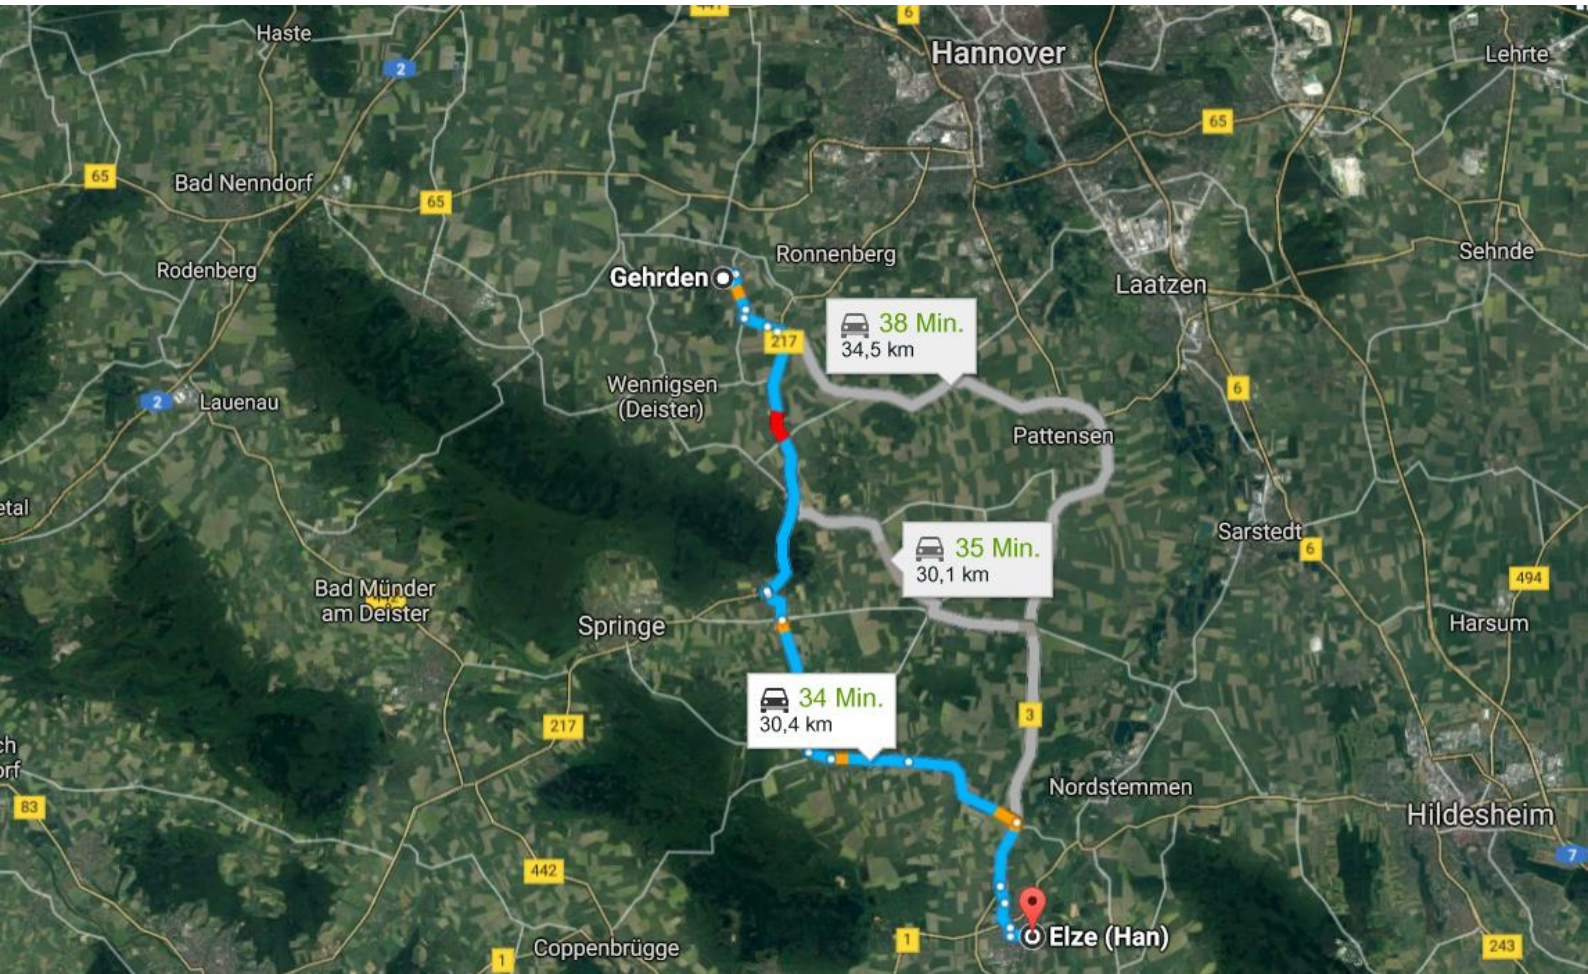 6
Haste
2
Hannover
Lehrte
65
65
Bad Nenndorf
65
Ronnenberg
Sehnde
Rodenberg
Gehrden
Laatzen
38 Min.
34,5 km
217
Wennigsen
(Deister)
6
2
Lauenau
Pattensen
etal
Sarstedt
6
35 Min.
30,1 km
494
Bad Münder
am Deister
Springe
Harsum
34 Min.
30,4 km
217
3
ch
orf
Nordstemmen
83
Hildesheim
7
442
Elze (Han)
1
243
Coppenbrügge
1